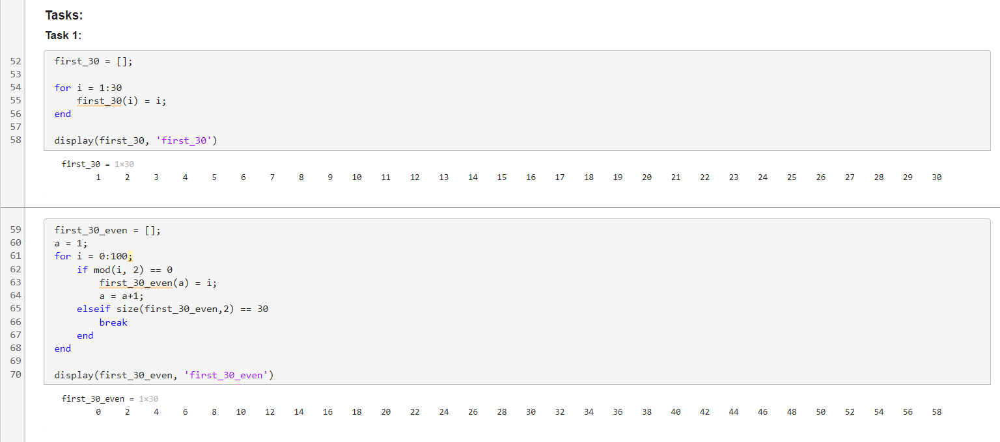 Tasks:
Task 1:
52 first_30 = [];
53
54 for i = 1:30
55 first_30(i) = i;
56 end
57
58 display(first_30, 'first_30')
first_30 = 1×30
1 2 3 4 5 6 7 8 9 10 11 12 13 14 15 16 17 18 19 20 21 22 23 24 25 26 27 28 29 30
59 first_30_even = [];
60 a = 1;
61 for i = 0:100;
62 if mod(i, 2) == 0
63 first_30_even(a) = i;
64 a = a+1;
65 elseif size(first_30_even,2) == 30
66 break
67 end
68 end
69
70 display(first_30_even, 'first_30_even')
first_30_even = 1×30
0 2 4 6 8 10 12 14 16 18 20 22 24 26 28 30 32 34 36 38 40 42 44 46 48 50 52 54 56 58